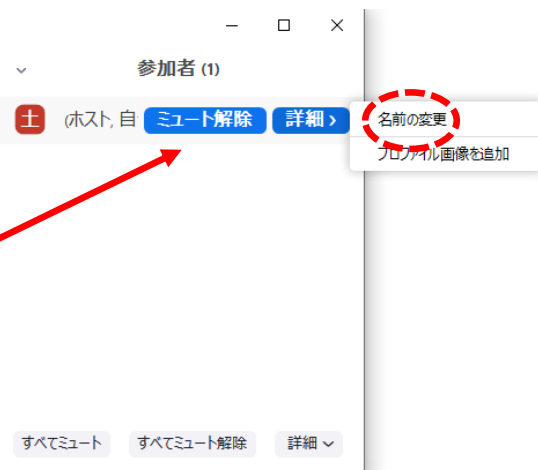 参加者 (1)
土 (ホスト, 自 ミュート解除 詳細 >
名前の変更
プロファイル画像を追加
すべてミュート すべてミュート解除 詳細